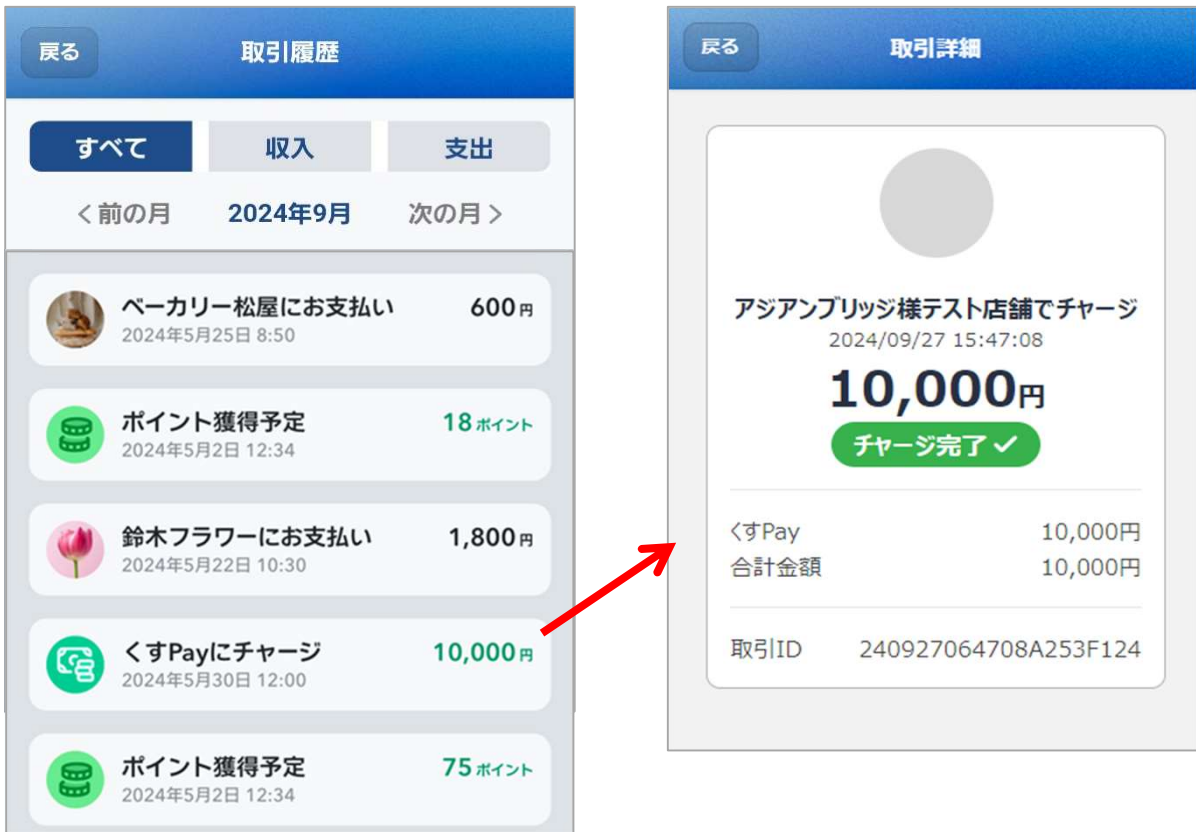 戻る
取引履歴
すべて
収入
支出
<前の月
2024年9月
次の月>
ベーカリー松屋にお支払い
600円
2024年5月25日 8:50
ポイント獲得予定
18ポイント
2024年5月2日 12:34
鈴木フラワーにお支払い
1,800円
2024年5月22日 10:30
くすPayにチャージ
10,000円
2024年5月30日 12:00
ポイント獲得予定
75ポイント
2024年5月2日 12:34
戻る
取引詳細
アジアンブリッジ様テスト店舗でチャージ
2024/09/27 15:47:08
10,000円
チャージ完了✓
くすPay 10,000円
合計金額 10,000円
取引ID 240927064708A253F124